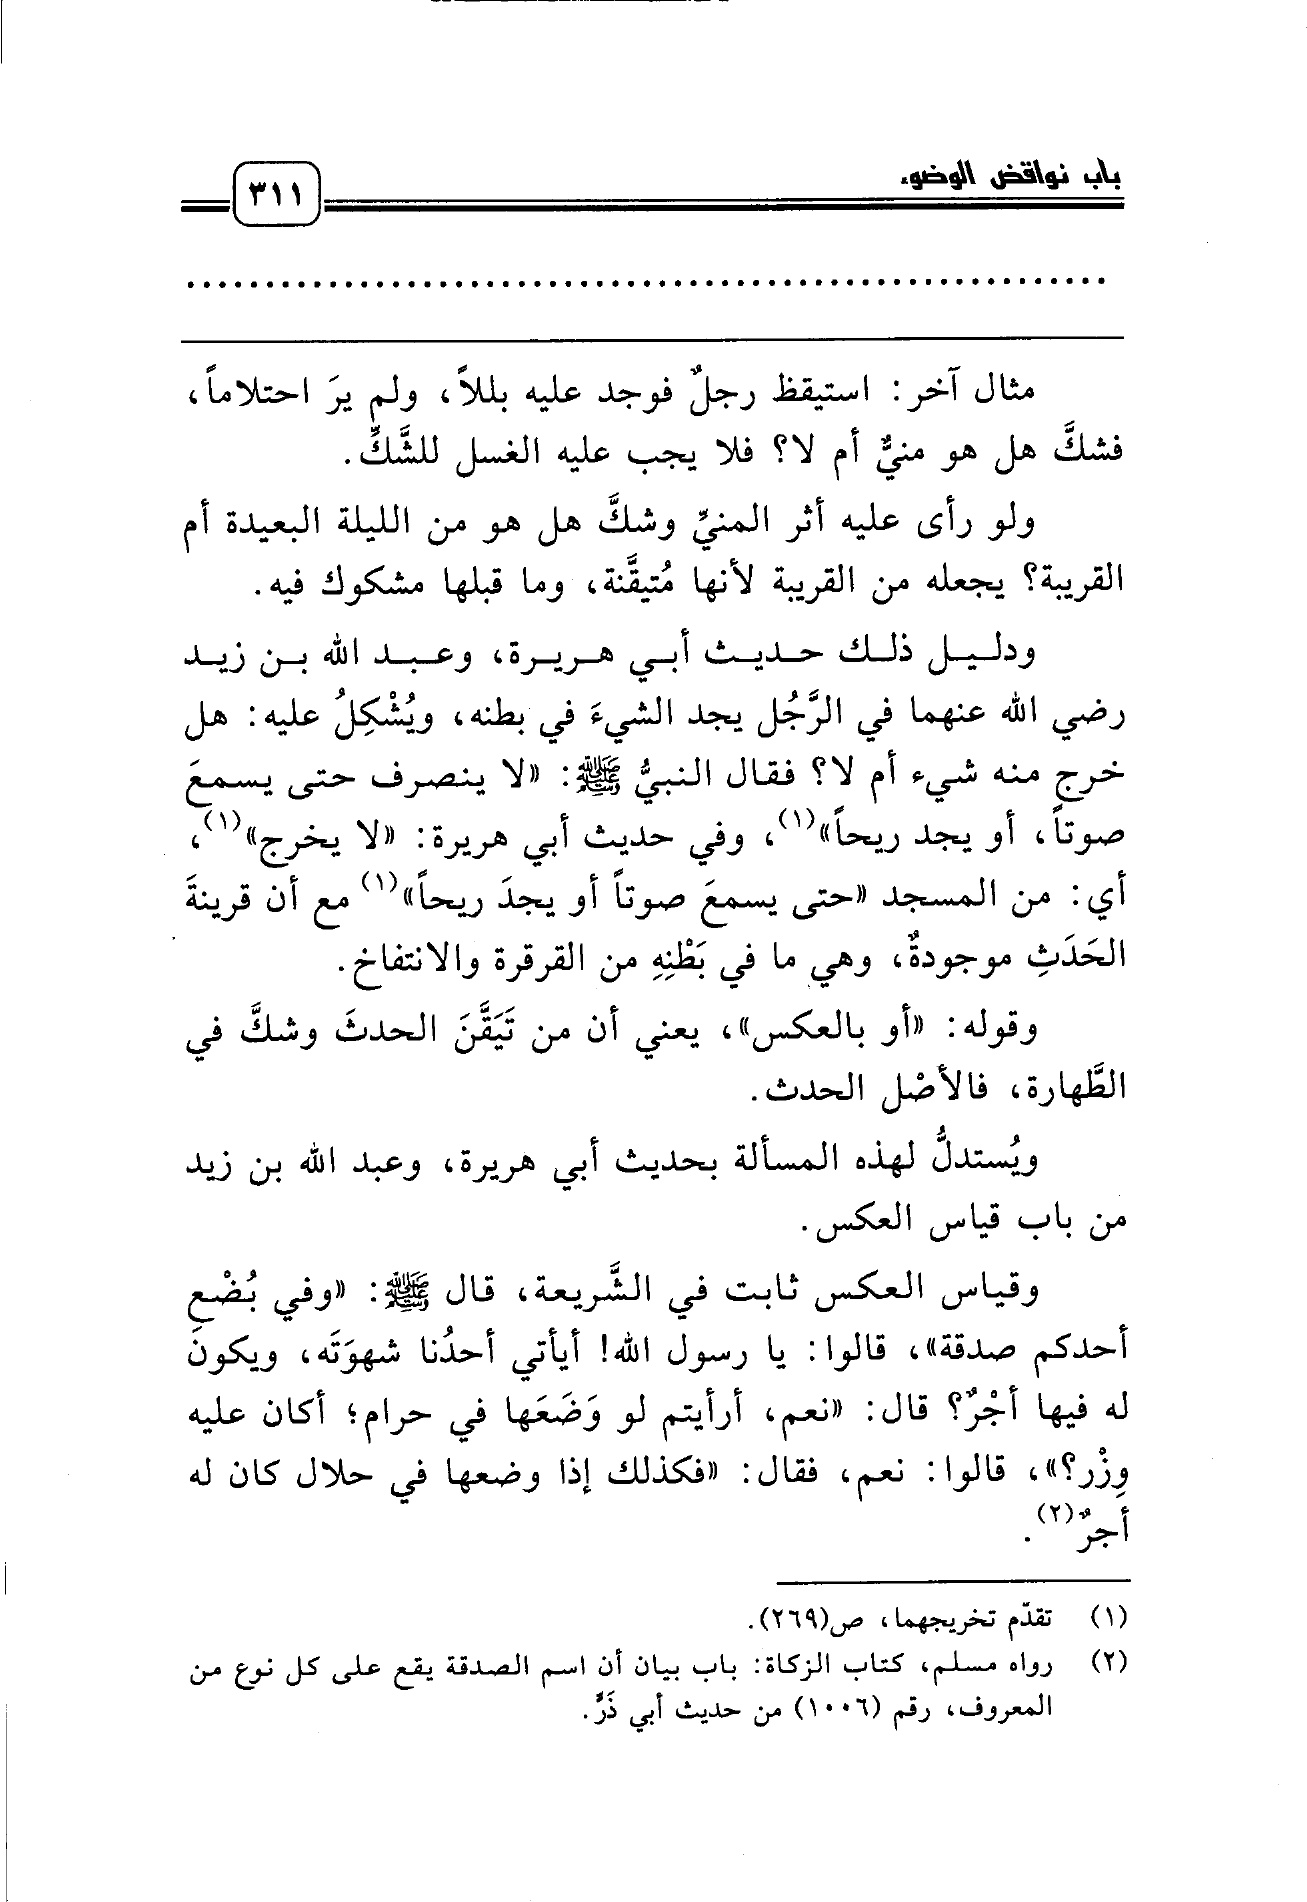 باب نواقض الوضوء
٣١١
................................................................
مثال آخر: استيقظ رجلٌ فوجد عليه بللاً، ولم يرَ احتلاماً،
فشكَّ هل هو منيٌّ أم لا؟ فلا يجب عليه الغسل للشَّكِّ.
ولو رأى عليه أثر المنيِّ وشكَّ هل هو من الليلة البعيدة أم
القريبة؟ يجعله من القريبة لأنها مُتيقَّنة، وما قبلها مشكوك فيه.
ودليل ذلك حديث أبي هريرة، وعبد الله بن زيد
رضي الله عنهما في الرَّجُل يجد الشيءَ في بطنه، ويُشْكِلُ عليه: هل
خرج منه شيء أم لا؟ فقال النبيُّ ﷺ: «لا ينصرف حتى يسمعَ
صوتاً، أو يجد ريحاً»(١)، وفي حديث أبي هريرة: «لا يخرج»(١)،
أي: من المسجد «حتى يسمعَ صوتاً أو يجدَ ريحاً»(١) مع أن قرينةَ
الحَدَثِ موجودةٌ، وهي ما في بَطْنِهِ من القرقرة والانتفاخ.
وقوله: «أو بالعكس»، يعني أن من تَيَقَّنَ الحدثَ وشكَّ في
الطَّهارة، فالأصْل الحدث.
ويُستدلُّ لهذه المسألة بحديث أبي هريرة، وعبد الله بن زيد
من باب قياس العكس.
وقياس العكس ثابت في الشَّريعة، قال ﷺ: «وفي بُضْعِ
أحدكم صدقة»، قالوا: يا رسول الله! أيأتي أحدُنا شهوَتَه، ويكونَ
له فيها أجْرٌ؟ قال: «نعم، أرأيتم لو وَضَعَها في حرام؛ أكان عليه
وِزْر؟»، قالوا: نعم، فقال: «فكذلك إذا وضعها في حلال كان له
أجرٌ(٢).
(١) تقدّم تخريجهما، ص(٢٦٩).
(٢) رواه مسلم، كتاب الزكاة: باب بيان أن اسم الصدقة يقع على كل نوع من
المعروف، رقم (١٠٠٦) من حديث أبي ذَرٍّ.